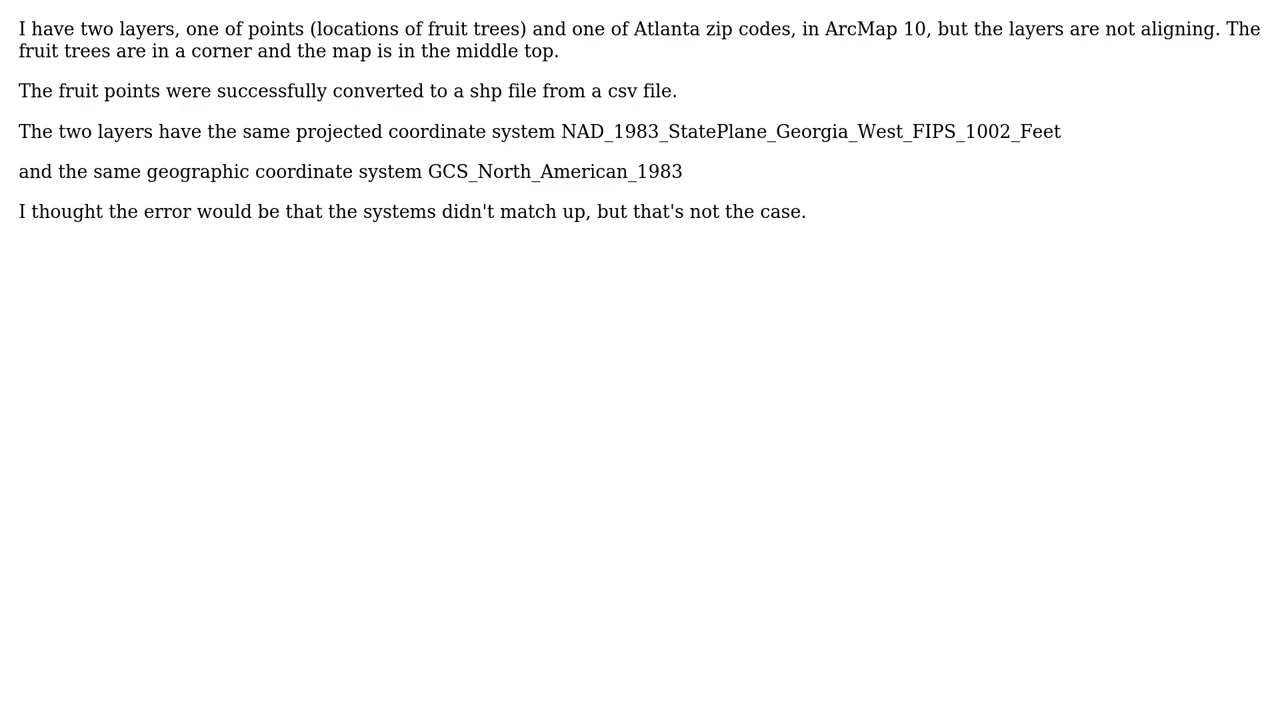 I have two layers, one of points (locations of fruit trees) and one of Atlanta zip codes, in ArcMap 10, but the layers are not aligning. The
fruit trees are in a corner and the map is in the middle top.
The fruit points were successfully converted to a shp file from a csv file.
The two layers have the same projected coordinate system NAD_1983_StatePlane_Georgia_West_FIPS_1002_Feet
and the same geographic coordinate system GCS_North_American_1983
I thought the error would be that the systems didn't match up, but that's not the case.